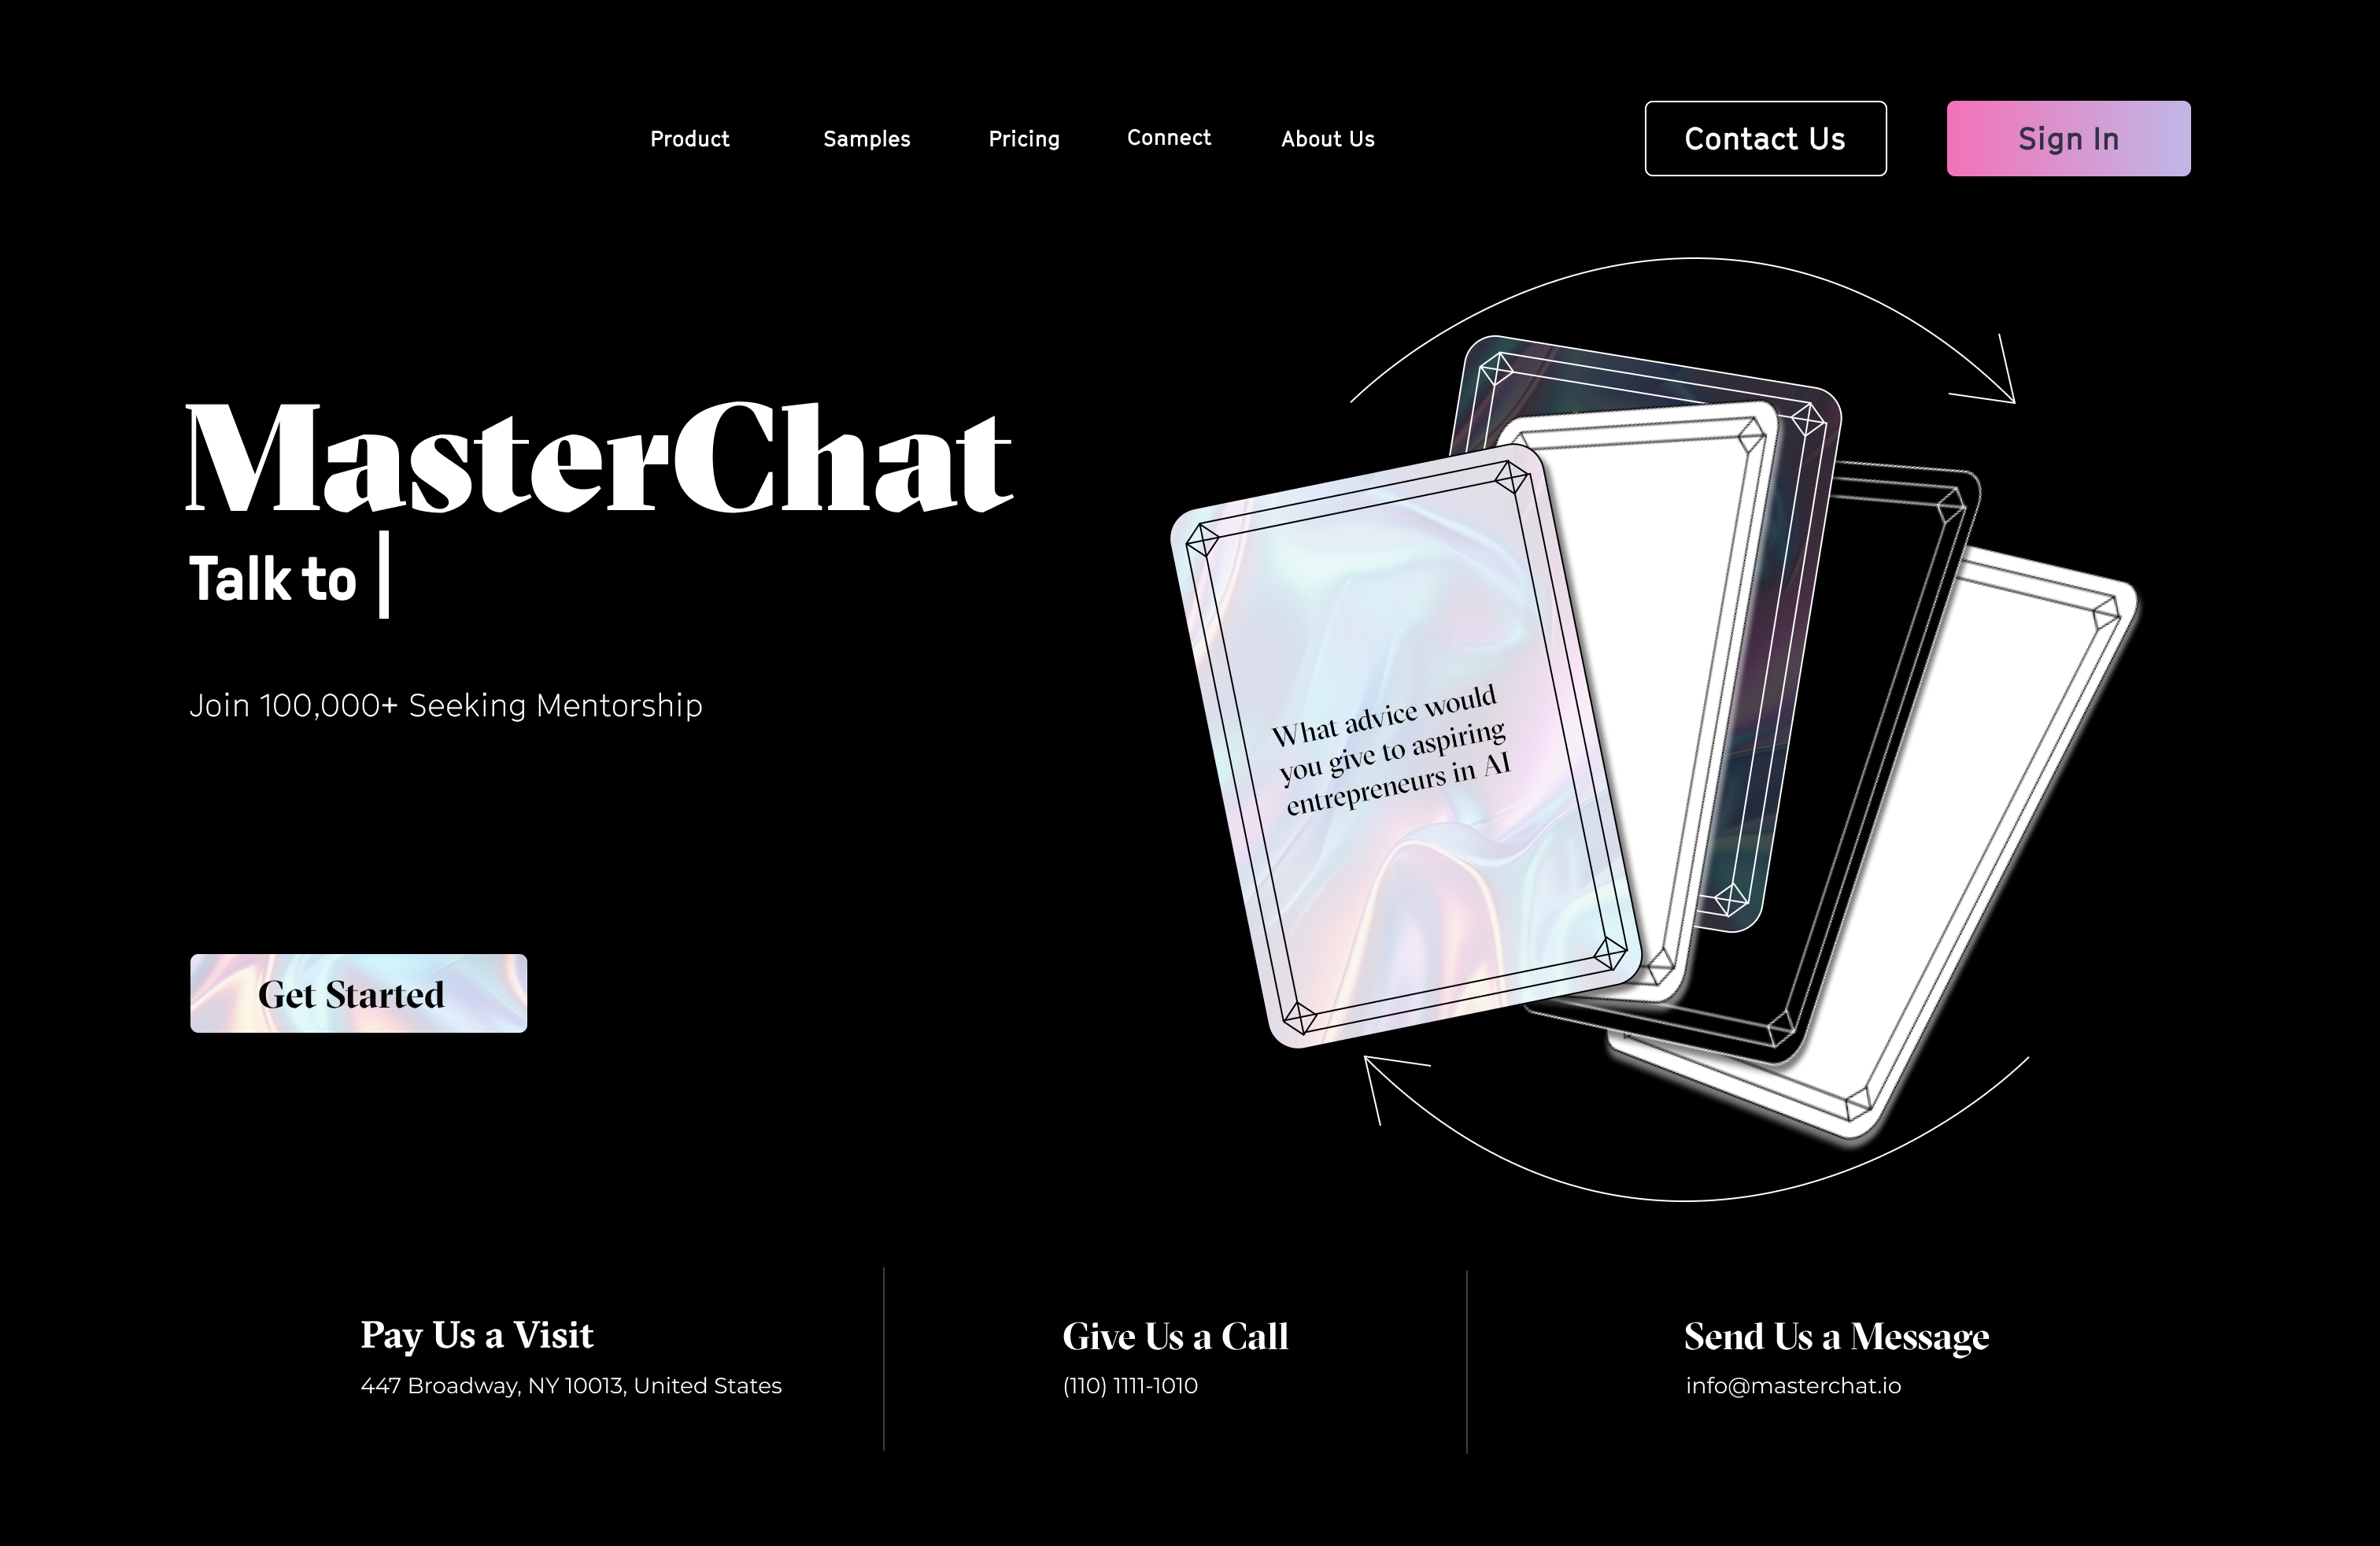 Product
Samples
Pricing
Connect
About Us
Contact Us
Sign In
MasterChat
Talk to
Join 100,000+ Seeking Mentorship
What advice would
you give to aspiring
entrepreneurs in AI
Get Started
Pay Us a Visit
447 Broadway, NY 10013, United States
Give Us a Call
(110) 1111-1010
Send Us a Message
info@masterchat.io